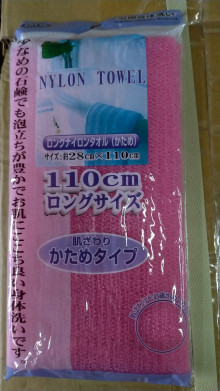 NYLON TOWEL
ロングナイロンタオル(かため)
サイズ:約28cm×110cm
110cm
ロングサイズ
肌ざわり
かためタイプ
少なめの石鹸でも泡立ちが豊かでお肌にここち良い身体洗いです